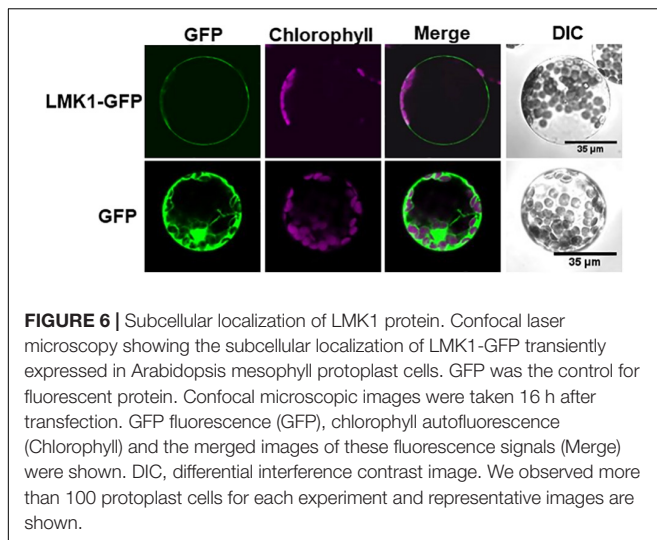 GFP Chlorophyll Merge DIC
LMK1-GFP
35 µm
GFP
35 µm
FIGURE 6 | Subcellular localization of LMK1 protein. Confocal laser
microscopy showing the subcellular localization of LMK1-GFP transiently
expressed in Arabidopsis mesophyll protoplast cells. GFP was the control for
fluorescent protein. Confocal microscopic images were taken 16 h after
transfection. GFP fluorescence (GFP), chlorophyll autofluorescence
(Chlorophyll) and the merged images of these fluorescence signals (Merge)
were shown. DIC, differential interference contrast image. We observed more
than 100 protoplast cells for each experiment and representative images are
shown.